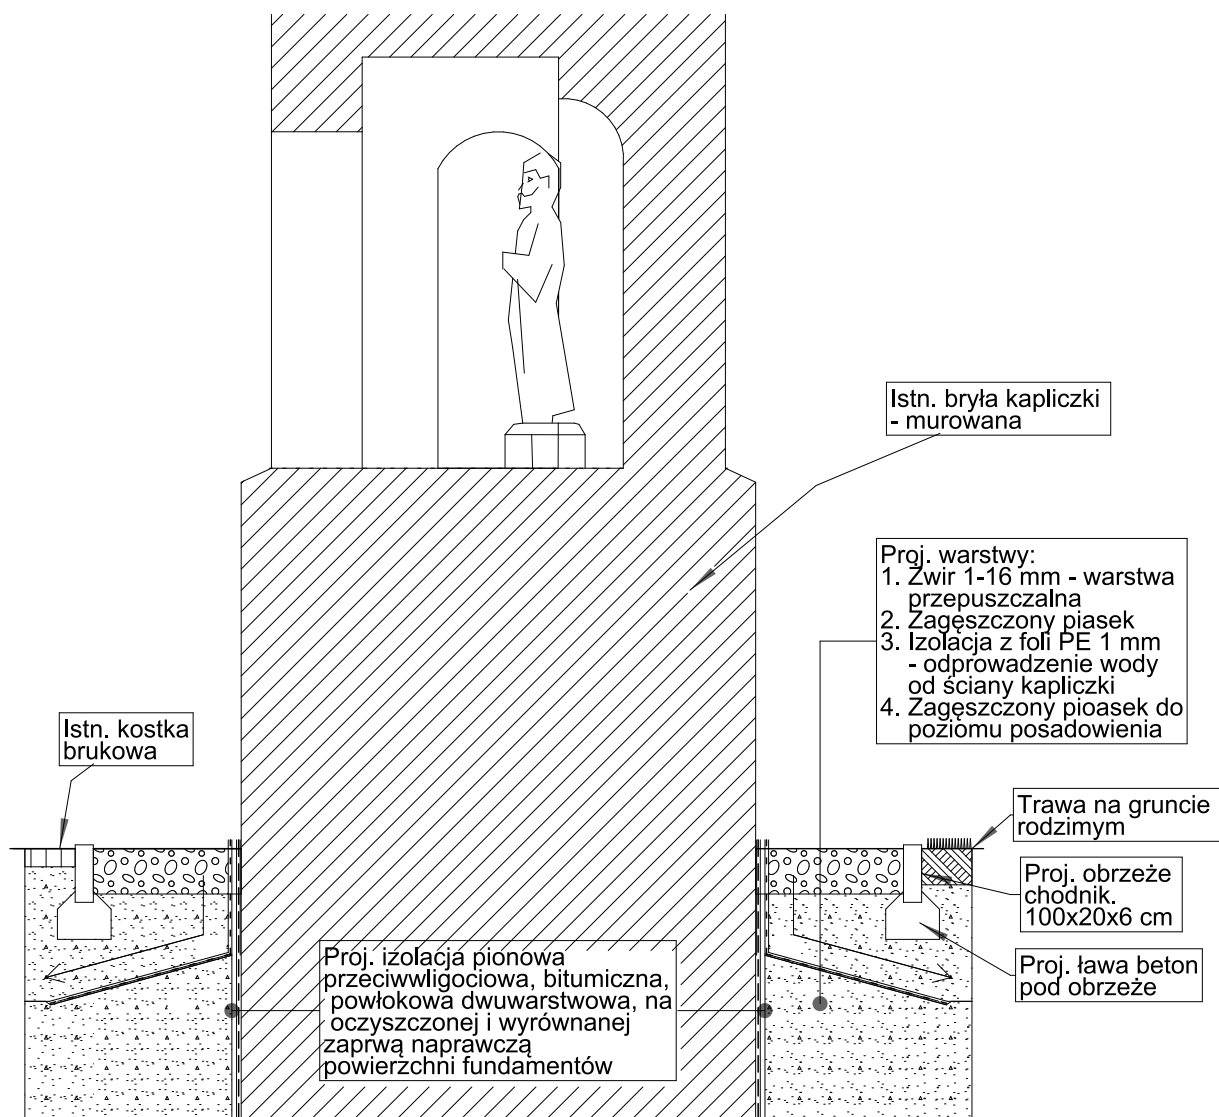 Istn. bryła kapliczki
- murowana
Proj. warstwy:
1. Żwir 1-16 mm - warstwa
przepuszczalna
2. Zagęszczony piasek
3. Izolacja z foli PE 1 mm
- odprowadzenie wody
od ściany kapliczki
4. Zagęszczony pioasek do
poziomu posadowienia
Istn. kostka
brukowa
Trawa na gruncie
rodzimym
Proj. obrzeże
chodnik.
100x20x6 cm
Proj. ława beton
pod obrzeże
Proj. izolacja pionowa
przeciwwligociowa, bitumiczna,
powłokowa dwuwarstwowa, na
oczyszczonej i wyrównanej
zaprwą naprawczą
powierzchni fundamentów